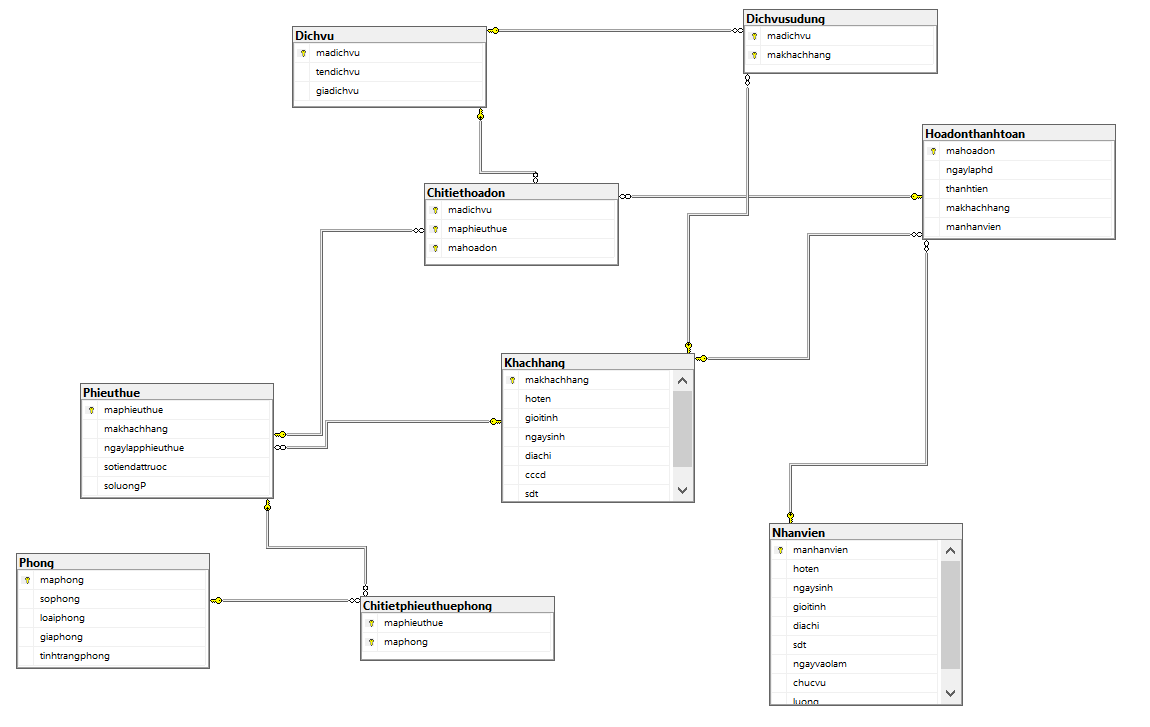 Dichvu
madichvu
tendichvu
giadichvu
Dichvusudung
madichvu
makhachhang
Hoadonthanhtoan
mahoadon
ngaylaphd
thanhtien
makhachhang
manhanvien
Chitiethoadon
madichvu
maphieuthue
mahoadon
Khachhang
makhachhang
hoten
gioitinh
ngaysinh
diachi
cccd
sdt
Phieuthue
maphieuthue
makhachhang
ngaylapphieuthue
sotiendattruoc
soluongP
Nhanvien
manhanvien
hoten
ngaysinh
gioitinh
diachi
sdt
ngayvaolam
chucvu
luong
Phong
maphong
sophong
loaiphong
giaphong
tinhtrangphong
Chitietphieuthuephong
maphieuthue
maphong